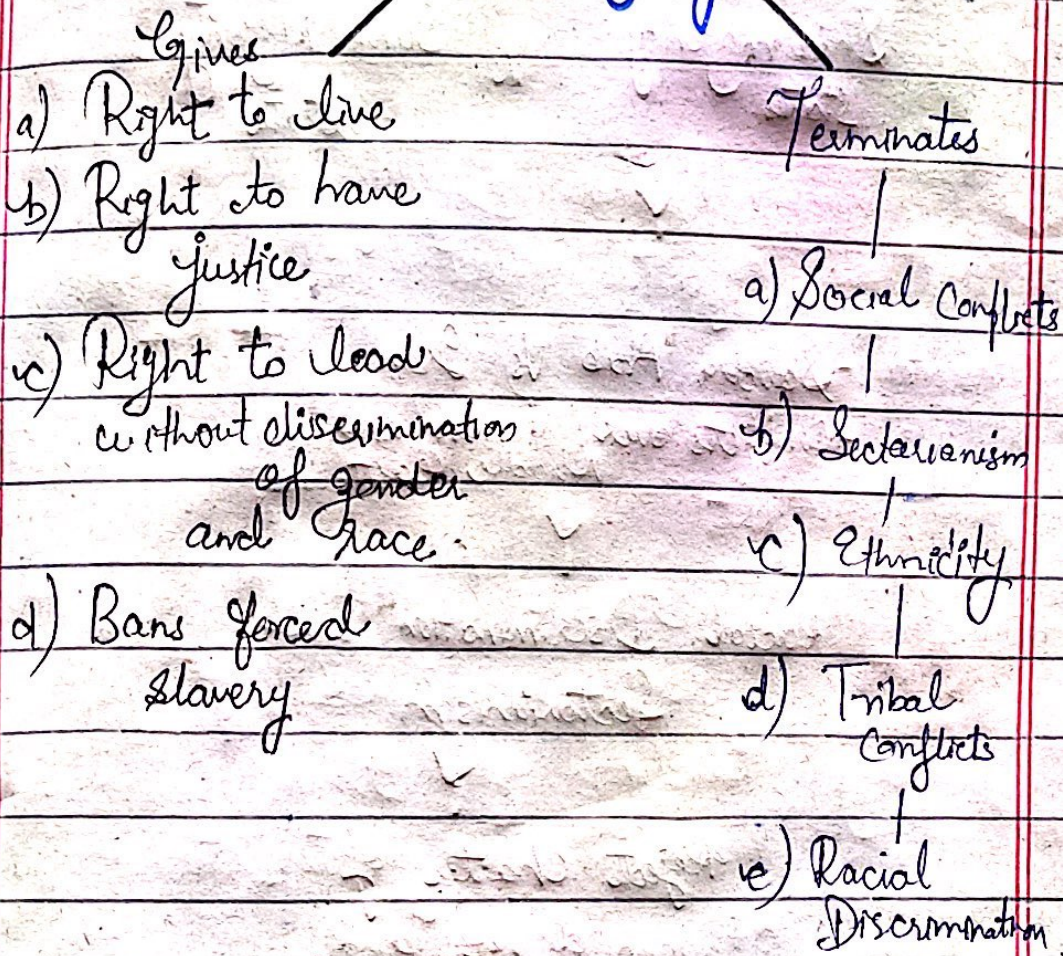 Gives
a) Right to live
b) Right to have
justice
c) Right to lead
without discrimination
of gender
and race.
d) Bans forced
slavery
Terminates
a) Social Conflicts
b) Sectarianism
c) Ethnicity
d) Tribal
Conflicts
e) Racial
Discrimination